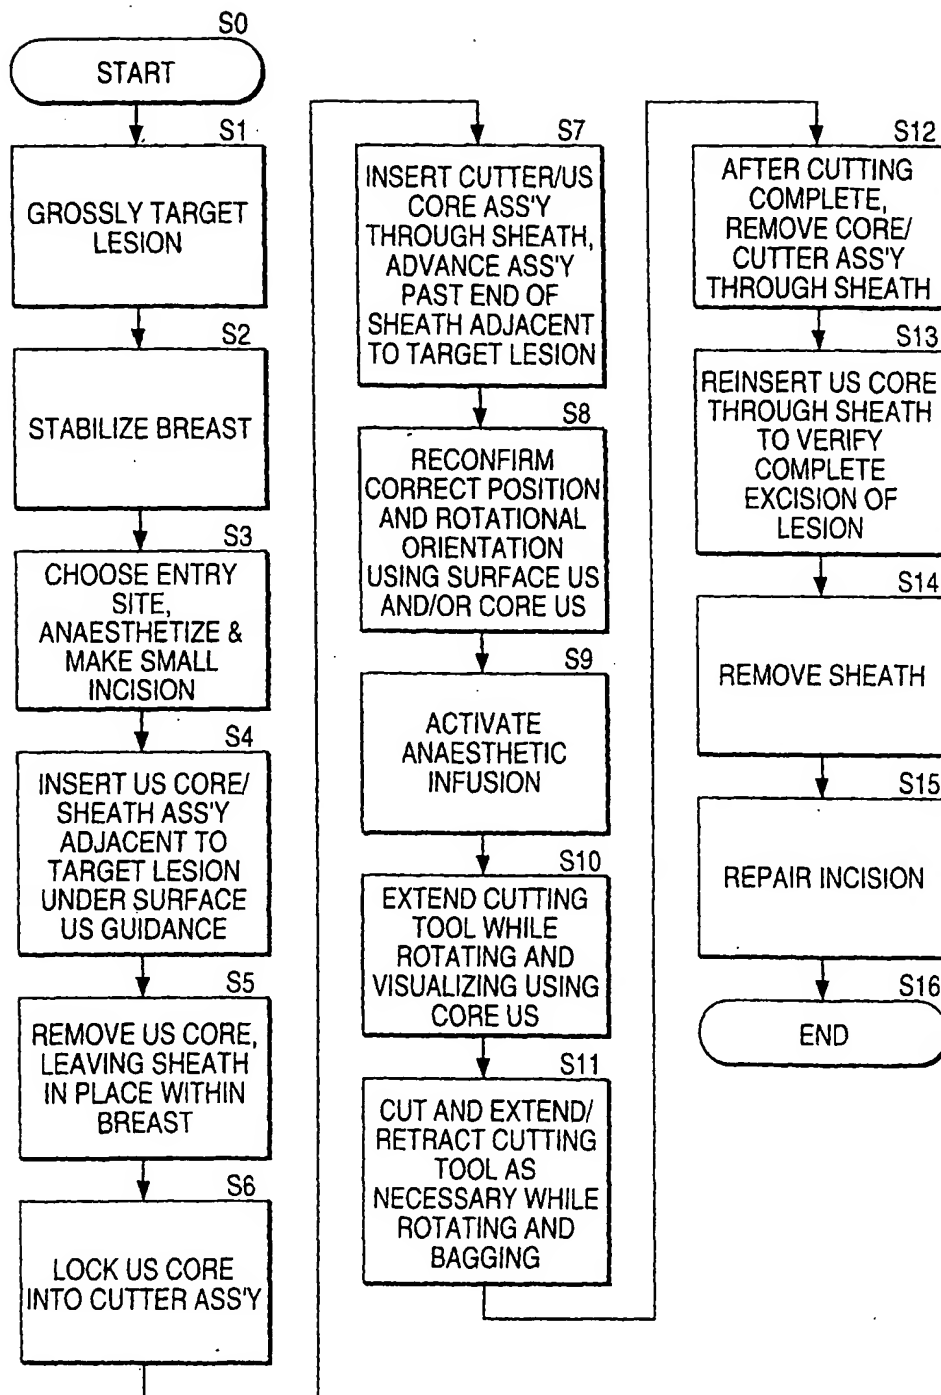 S0
START
S1
GROSSLY TARGET
LESION
S2
STABILIZE BREAST
S3
CHOOSE ENTRY
SITE,
ANAESTHETIZE &
MAKE SMALL
INCISION
S4
INSERT US CORE/
SHEATH ASS'Y
ADJACENT TO
TARGET LESION
UNDER SURFACE
US GUIDANCE
S5
REMOVE US CORE,
LEAVING SHEATH
IN PLACE WITHIN
BREAST
S6
LOCK US CORE
INTO CUTTER ASS'Y
S7
INSERT CUTTER/US
CORE ASS'Y
THROUGH SHEATH,
ADVANCE ASS'Y
PAST END OF
SHEATH ADJACENT
TO TARGET LESION
S8
RECONFIRM
CORRECT POSITION
AND ROTATIONAL
ORIENTATION
USING SURFACE US
AND/OR CORE US
S9
ACTIVATE
ANAESTHETIC
INFUSION
S10
EXTEND CUTTING
TOOL WHILE
ROTATING AND
VISUALIZING USING
CORE US
S11
CUT AND EXTEND/
RETRACT CUTTING
TOOL AS
NECESSARY WHILE
ROTATING AND
BAGGING
S12
AFTER CUTTING
COMPLETE,
REMOVE CORE/
CUTTER ASS'Y
THROUGH SHEATH
S13
REINSERT US CORE
THROUGH SHEATH
TO VERIFY
COMPLETE
EXCISION OF
LESION
S14
REMOVE SHEATH
S15
REPAIR INCISION
S16
END